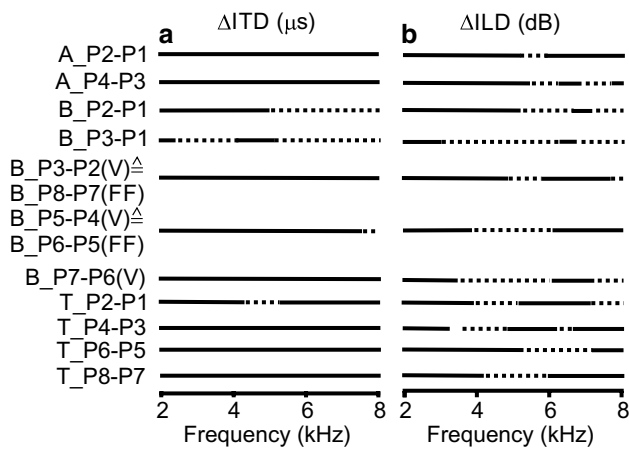 a ΔITD (μs) b ΔILD (dB)
A_P2-P1
A_P4-P3
B_P2-P1
B_P3-P1
B_P3-P2(V)≙
B_P8-P7(FF)
B_P5-P4(V)≙
B_P6-P5(FF)
B_P7-P6(V)
T_P2-P1
T_P4-P3
T_P6-P5
T_P8-P7
2 4 6 8 2 4 6 8
Frequency (kHz) Frequency (kHz)